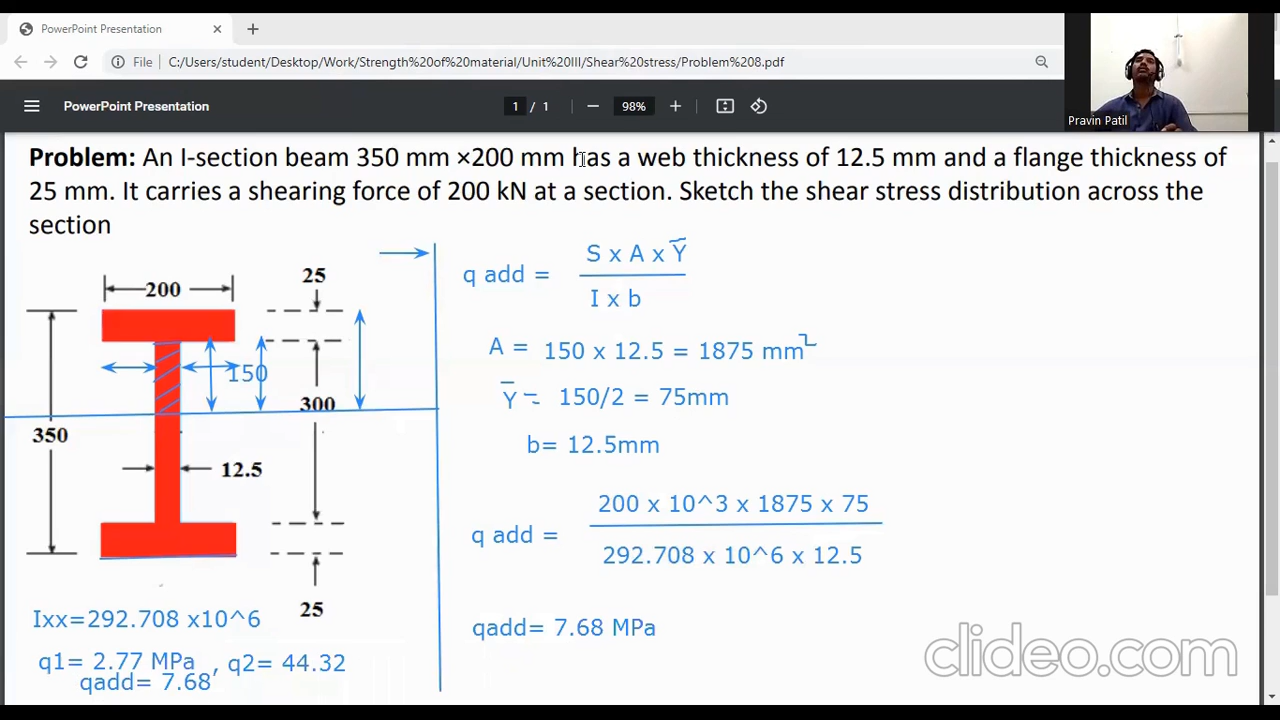 PowerPoint Presentation
File C:/Users/student/Desktop/Work/Strength%20of%20material/Unit%20III/Shear%20stress/Problem%208.pdf
PowerPoint Presentation 1 / 1 98%
Pravin Patil
Problem: An I-section beam 350 mm ×200 mm has a web thickness of 12.5 mm and a flange thickness of
25 mm. It carries a shearing force of 200 kN at a section. Sketch the shear stress distribution across the
section
200
25
150
300
350
12.5
25
Ixx=292.708 x10^6
q1= 2.77 MPa , q2= 44.32
qadd= 7.68
q add = S x A x Y̅
I x b
A = 150 x 12.5 = 1875 mm²
Y̅ = 150/2 = 75mm
b= 12.5mm
q add = 200 x 10^3 x 1875 x 75
292.708 x 10^6 x 12.5
qadd= 7.68 MPa
clideo.com